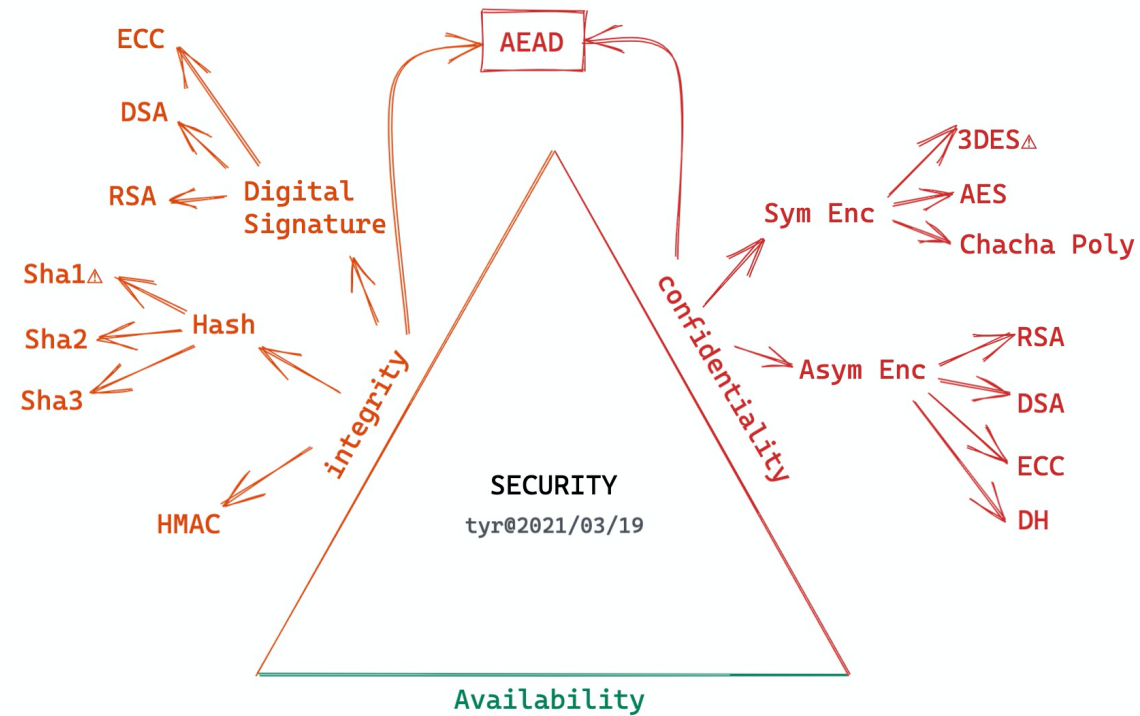 AEAD
ECC
DSA
RSA
Digital
Signature
Sha1⚠
Sha2
Sha3
Hash
HMAC
integrity
confidentiality
Sym Enc
3DES⚠
AES
Chacha Poly
Asym Enc
RSA
DSA
ECC
DH
SECURITY
tyr@2021/03/19
Availability